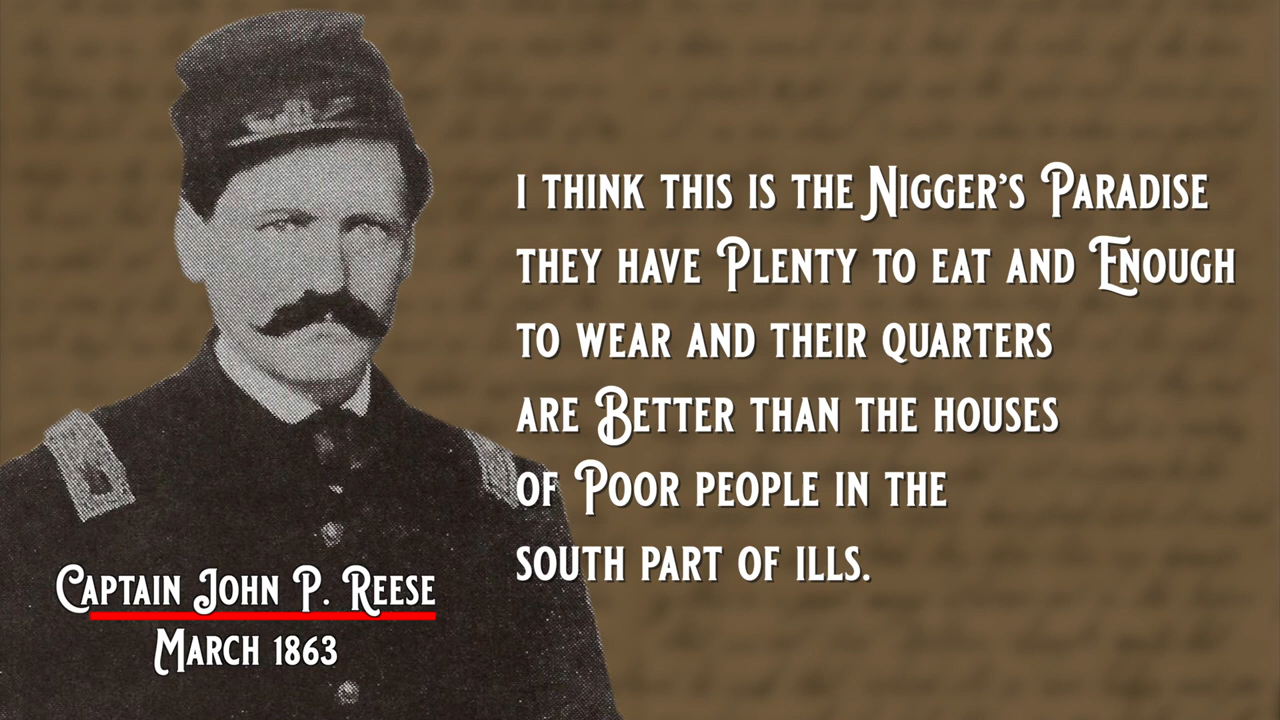 I THINK THIS IS THE NIGGER'S PARADISE
THEY HAVE PLENTY TO EAT AND ENOUGH
TO WEAR AND THEIR QUARTERS
ARE BETTER THAN THE HOUSES
OF POOR PEOPLE IN THE
SOUTH PART OF ILLS.
CAPTAIN JOHN P. REESE
MARCH 1863